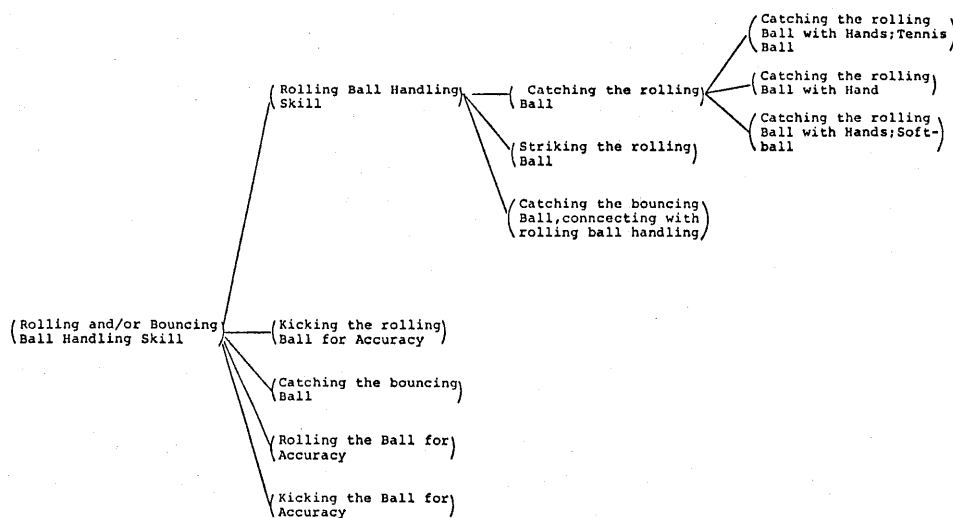 Catching the rolling
Ball with Hands;Tennis
Ball
Rolling Ball Handling
Skill
Catching the rolling
Ball
Catching the rolling
Ball with Hand
Catching the rolling
Ball with Hands;Soft-
ball
Striking the rolling
Ball
Catching the bouncing
Ball,conncecting with
rolling ball handling
Rolling and/or Bouncing
Ball Handling Skill
Kicking the rolling
Ball for Accuracy
Catching the bouncing
Ball
Rolling the Ball for
Accuracy
Kicking the Ball for
Accuracy